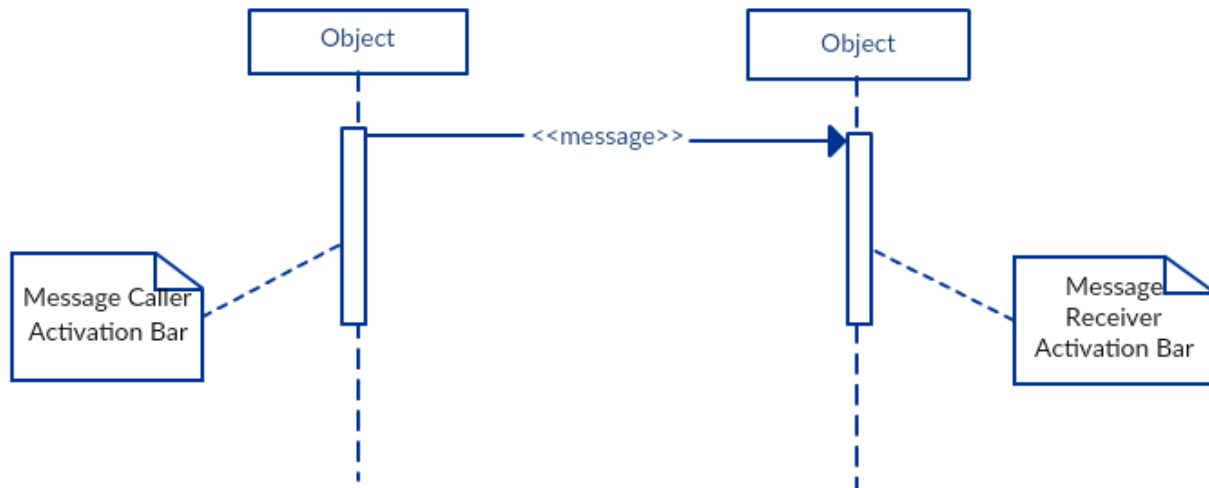 Object
Object
<<message>>
Message Caller
Activation Bar
Message
Receiver
Activation Bar